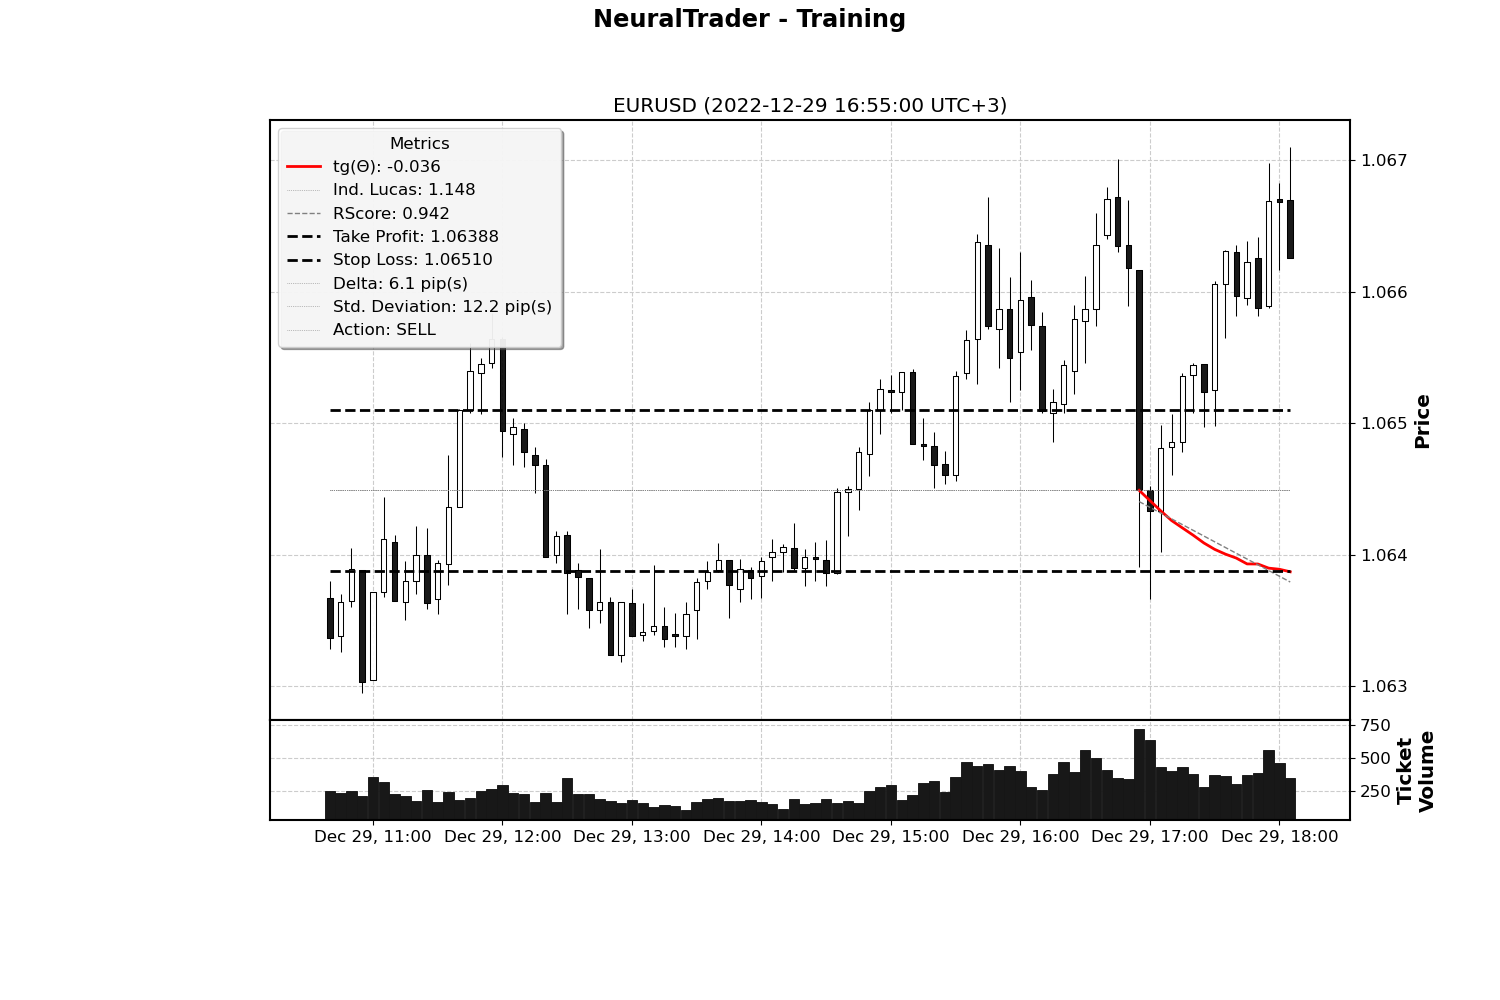 NeuralTrader - Training
EURUSD (2022-12-29 16:55:00 UTC+3)
Metrics
tg(Θ): -0.036
Ind. Lucas: 1.148
RScore: 0.942
Take Profit: 1.06388
Stop Loss: 1.06510
Delta: 6.1 pip(s)
Std. Deviation: 12.2 pip(s)
Action: SELL
1.067
1.066
1.065
1.064
1.063
Price
750
500
250
Ticket
Volume
Dec 29, 11:00
Dec 29, 12:00
Dec 29, 13:00
Dec 29, 14:00
Dec 29, 15:00
Dec 29, 16:00
Dec 29, 17:00
Dec 29, 18:00